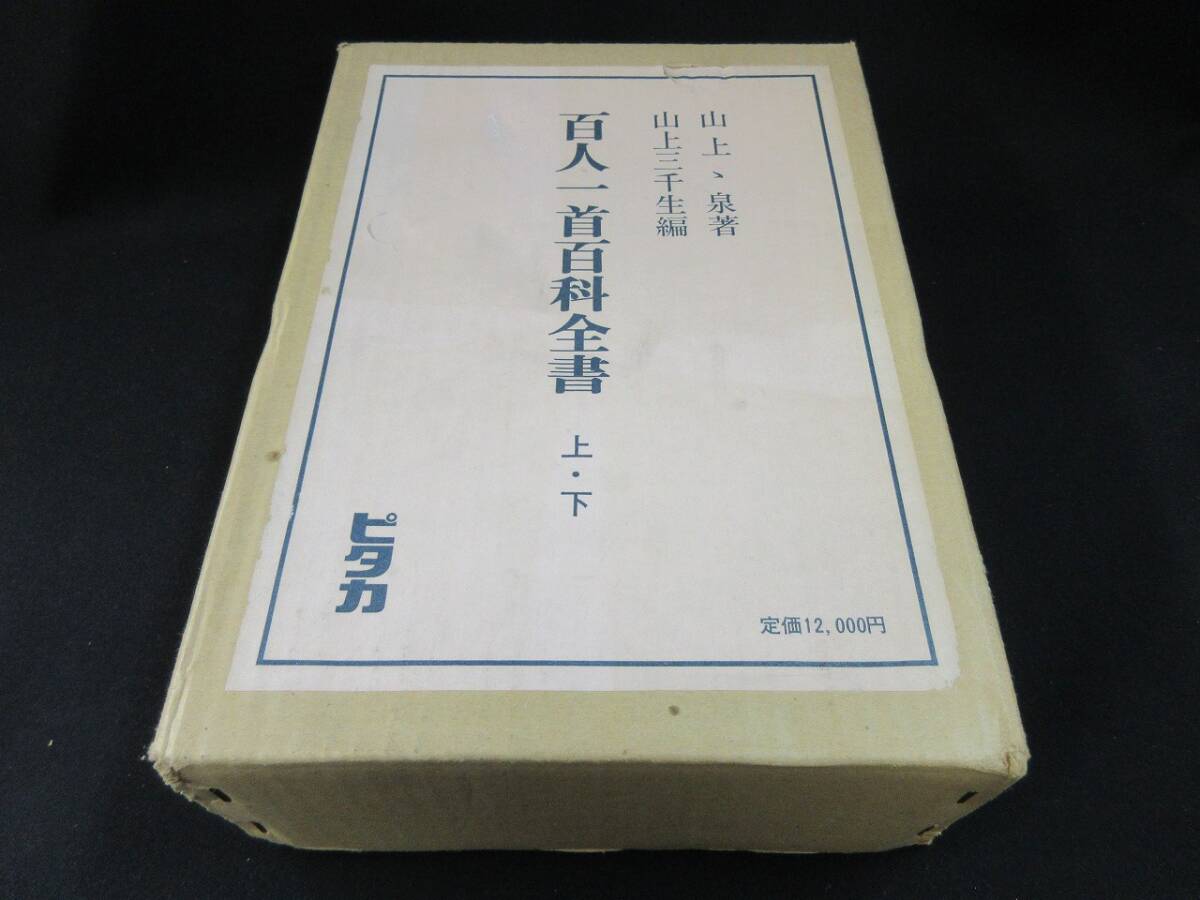 山上ヽ泉著
山上三千生編
百人一首百科全書 上・下
ピタカ
定価12,000円